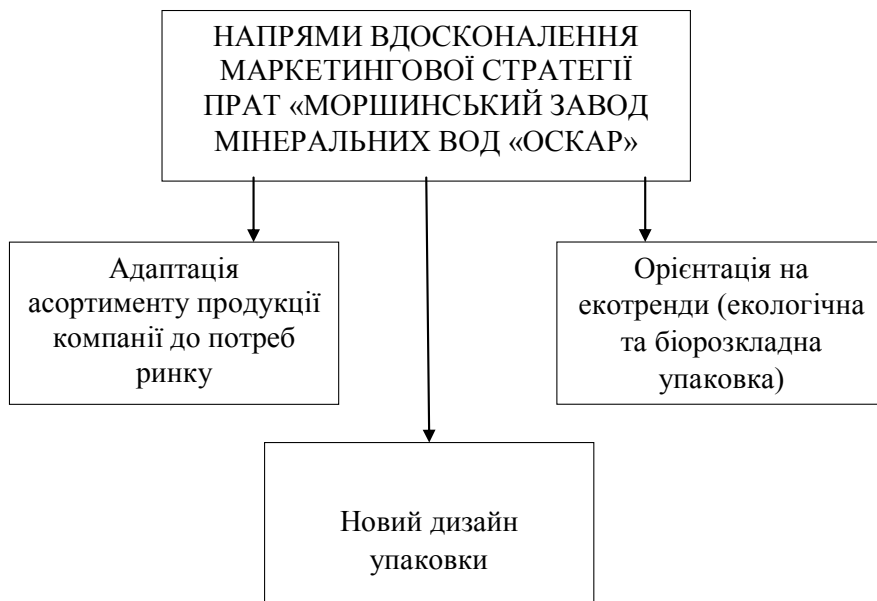 НАПРЯМИ ВДОСКОНАЛЕННЯ
МАРКЕТИНГОВОЇ СТРАТЕГІЇ
ПРАТ «МОРШИНСЬКИЙ ЗАВОД
МІНЕРАЛЬНИХ ВОД «ОСКАР»
Адаптація
асортименту продукції
компанії до потреб
ринку
Орієнтація на
екотренди (екологічна
та біорозкладна
упаковка)
Новий дизайн
упаковки